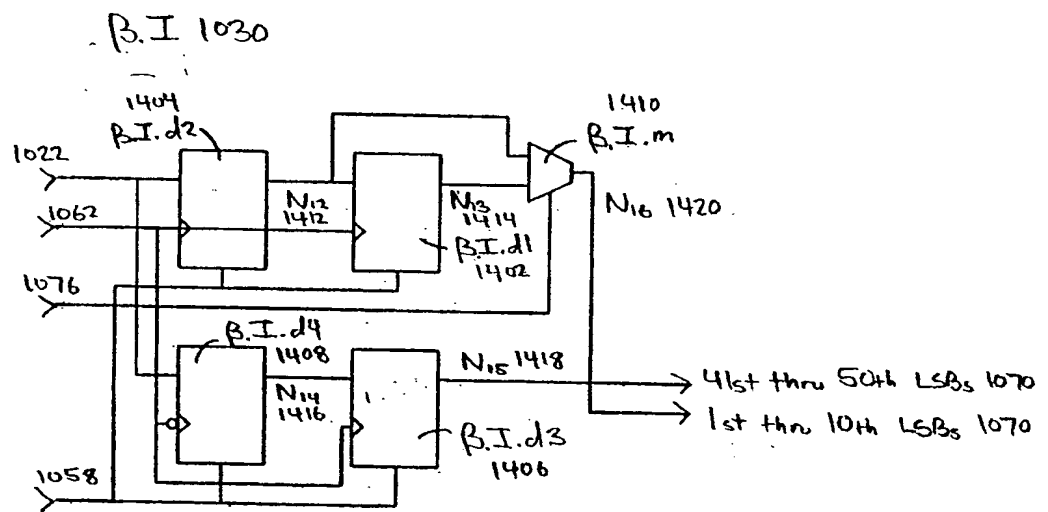 β.I 1030
1404
β.I.d2
1410
β.I.m
1022
1062
N12
1412
N13
1414
β.I.d1
1402
N16 1420
1076
β.I.d4
1408
N15 1418
N14
1416
41st thru 50th LSBs 1070
1st thru 10th LSBs 1070
β.I.d3
1406
1058